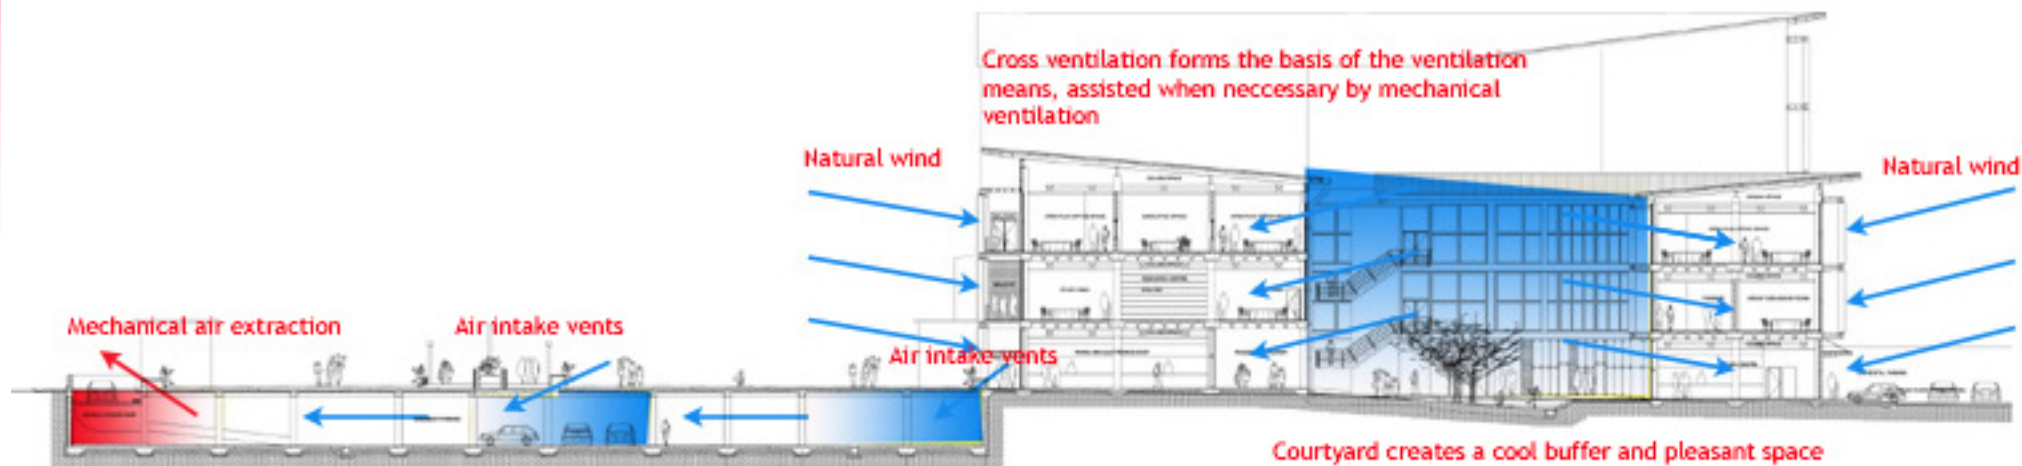 Cross ventilation forms the basis of the ventilation
means, assisted when neccessary by mechanical
ventilation
Natural wind
Natural wind
Mechanical air extraction
Air intake vents
Air intake vents
Courtyard creates a cool buffer and pleasant space